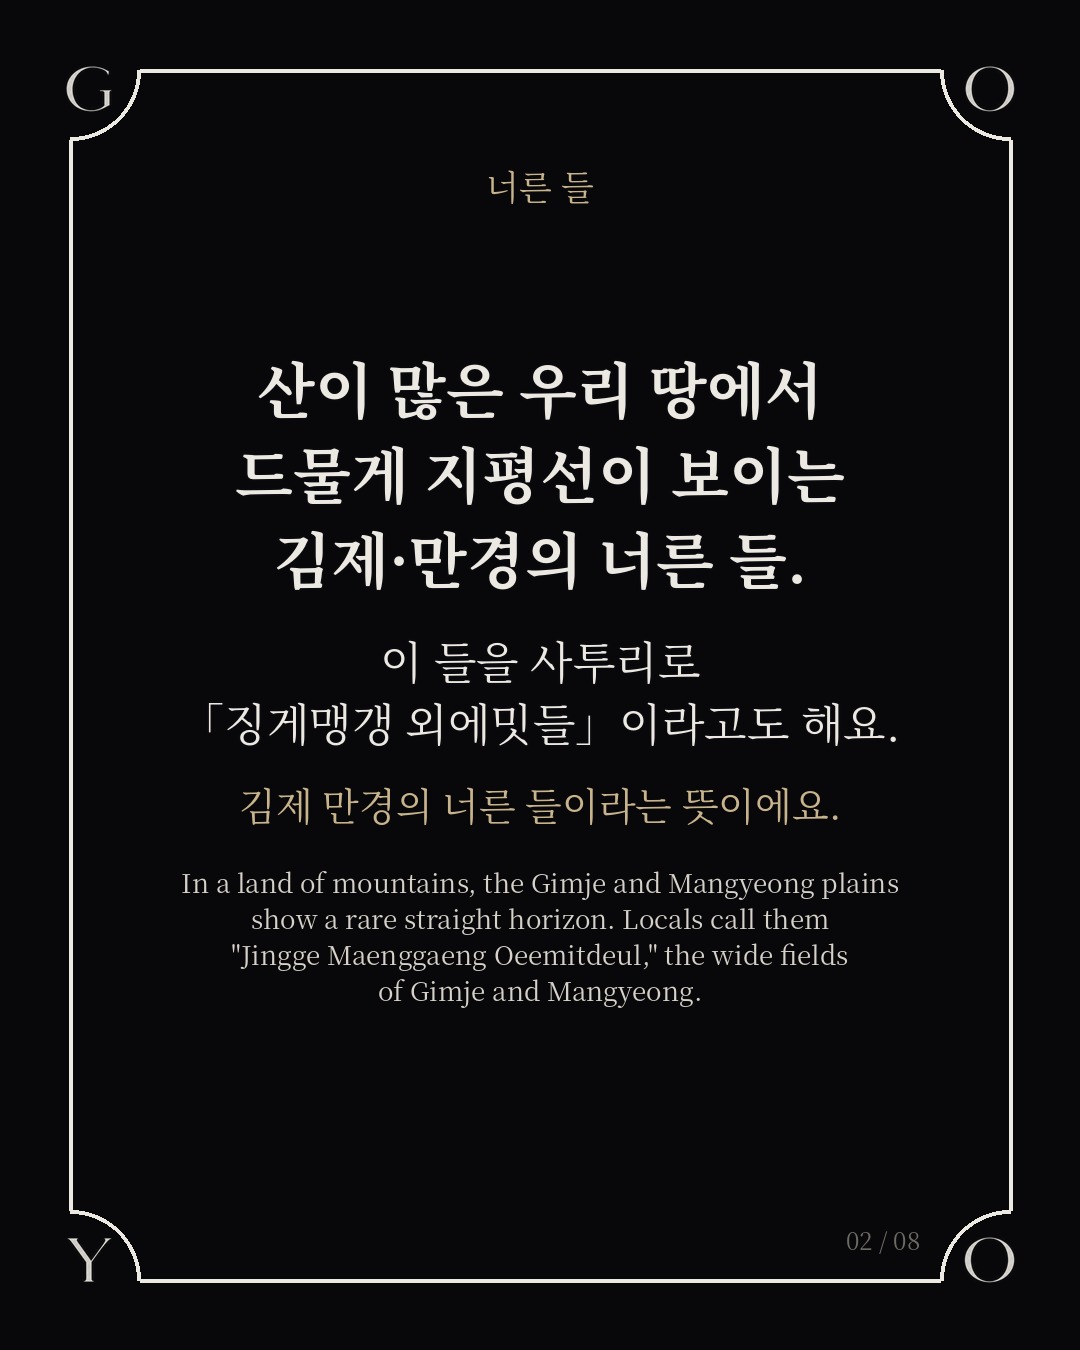 G O
너른 들
산이 많은 우리 땅에서
드물게 지평선이 보이는
김제·만경의 너른 들.
이 들을 사투리로
「징게맹갱 외에밋들」이라고도 해요.
김제 만경의 너른 들이라는 뜻이에요.
In a land of mountains, the Gimje and Mangyeong plains
show a rare straight horizon. Locals call them
"Jingge Maenggaeng Oeemitdeul," the wide fields
of Gimje and Mangyeong.
02 / 08
Y O